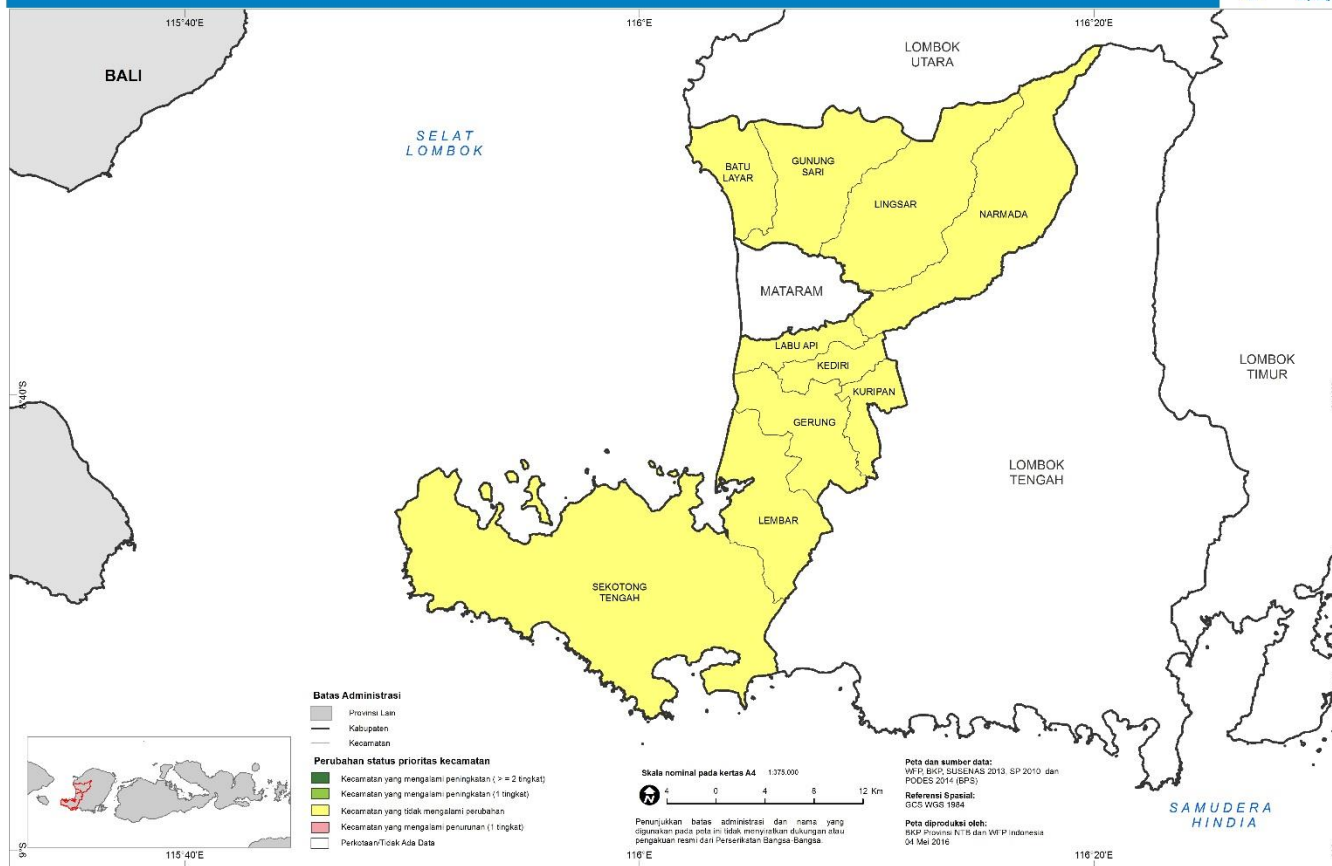 115°40'E
116°E
116°20'E
BALI
LOMBOK
UTARA
SELAT
LOMBOK
BATU
LAYAR
GUNUNG
SARI
LINGSAR
NARMADA
MATARAM
LABU API
KEDIRI
KURIPAN
GERUNG
LOMBOK
TIMUR
8°40'S
LOMBOK
TENGAH
LEMBAR
SEKOTONG
TENGAH
SAMUDERA
HINDIA
Batas Administrasi
Provinsi Lain
Kabupaten
Kecamatan
Perubahan status prioritas kecamatan
Kecamatan yang mengalami peningkatan ( > = 2 tingkat)
Kecamatan yang mengalami peningkatan (1 tingkat)
Kecamatan yang tidak mengalami perubahan
Kecamatan yang mengalami penurunan (1 tingkat)
Perkotaan/Tidak Ada Data
Skala nominal pada kertas A4 1:375.000
4 0 4 8 12 Km
Penunjukkan batas administrasi dan nama yang
digunakan pada peta ini tidak menyiratkan dukungan atau
pengakuan resmi dari Perserikatan Bangsa-Bangsa.
Peta dan sumber data:
WFP, BKP, SUSENAS 2013, SP 2010 dan
PODES 2014 (BPS)
Referensi Spasial:
GCS WGS 1984
Peta diproduksi oleh:
BKP Provinsi NTB dan WFP Indonesia
04 Mei 2016
9°S
115°40'E
116°E
116°20'E